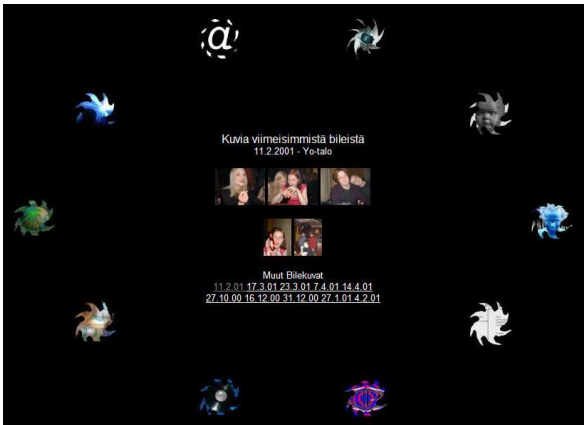 @
Kuvia viimeisimmistä bileistä
11.2.2001 - Yo-talo
Muut Bilekuvat
11.2.01 17.3.01 23.3.01 7.4.01 14.4.01
27.10.00 16.12.00 31.12.00 27.1.01 4.2.01